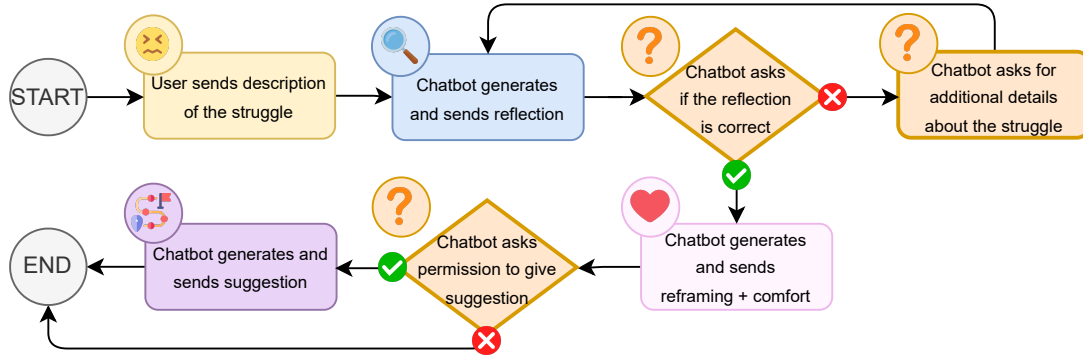 START
User sends description
of the struggle
Chatbot generates
and sends reflection
Chatbot asks
if the reflection
is correct
Chatbot asks for
additional details
about the struggle
END
Chatbot generates and
sends suggestion
Chatbot asks
permission to give
suggestion
Chatbot generates
and sends
reframing + comfort